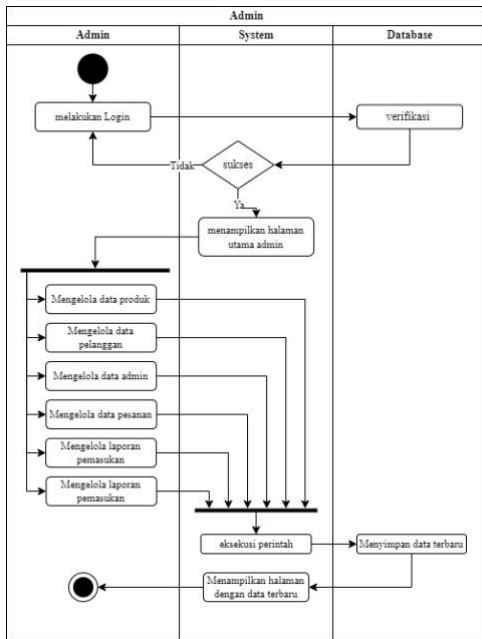 Admin
Admin
System
Database
melakukan Login
verifikasi
sukses
Tidak
Ya
menampilkan halaman
utama admin
Mengelola data produk
Mengelola data
pelanggan
Mengelola data admin
Mengelola data pesanan
Mengelola laporan
pemasukan
Mengelola laporan
pemasukan
eksekusi perintah
Menyimpan data terbaru
Menampilkan halaman
dengan data terbaru